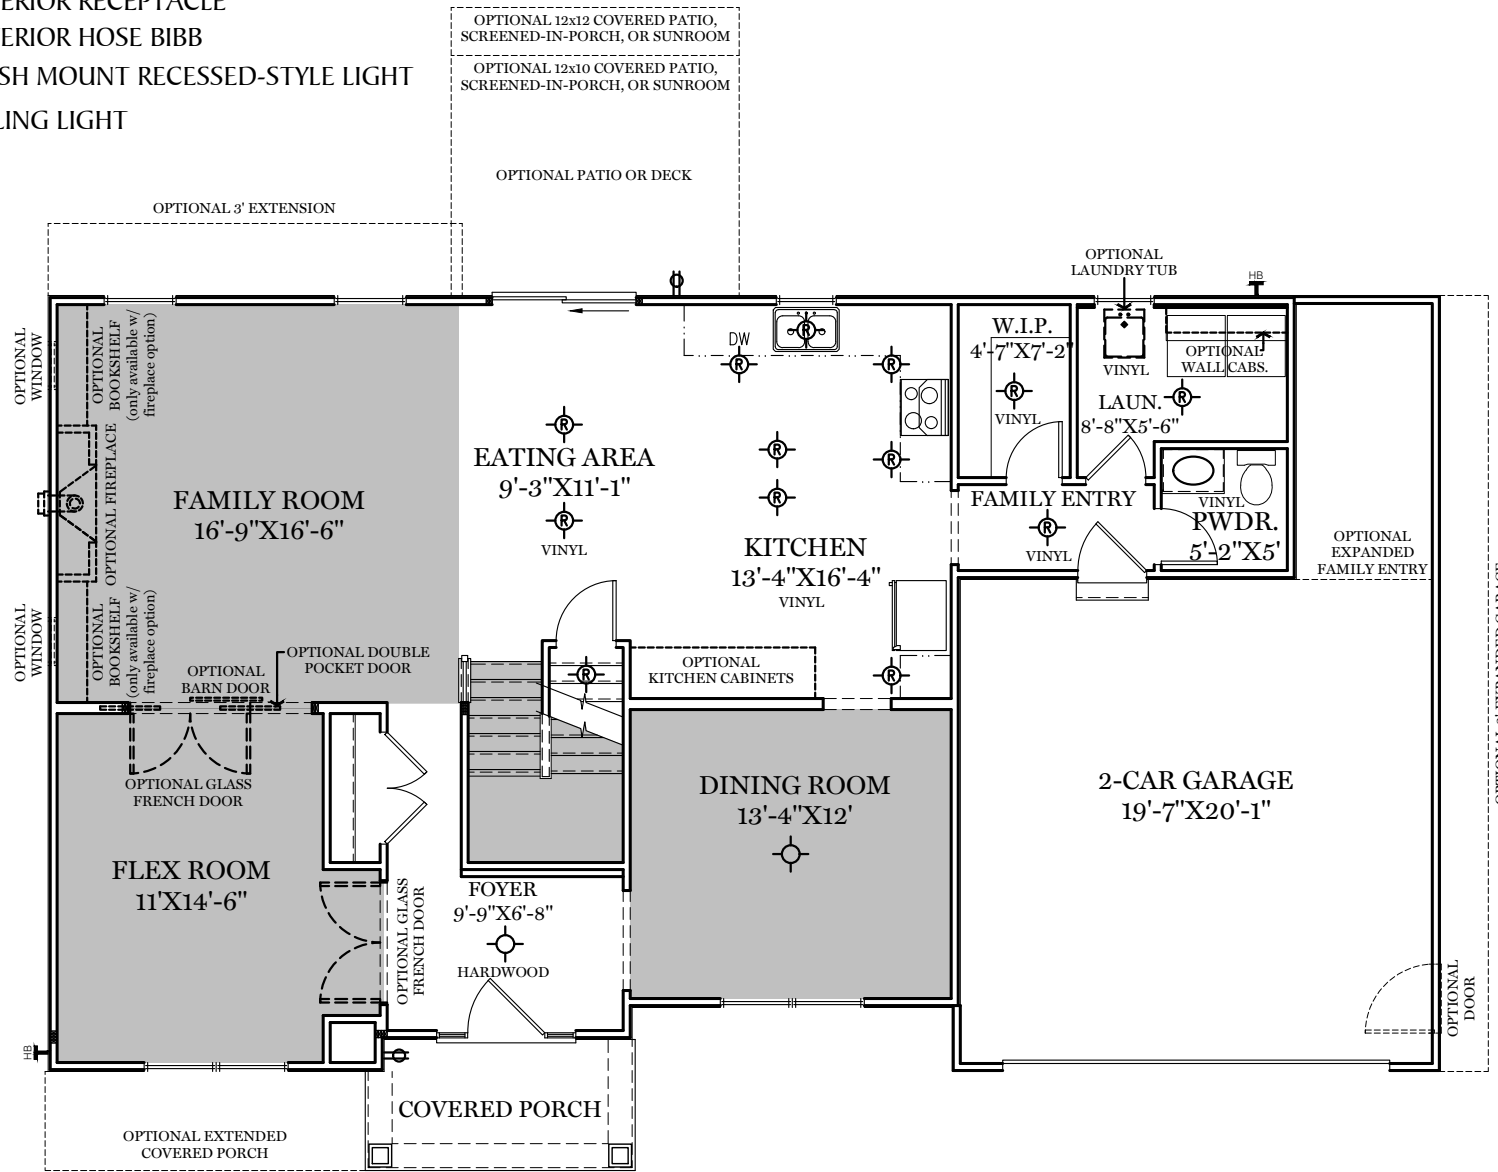 ERIOR RECEPTACLE
ERIOR HOSE BIBB
SH MOUNT RECESSED-STYLE LIGHT
LING LIGHT
OPTIONAL 12x12 COVERED PATIO,
SCREENED-IN-PORCH, OR SUNROOM
OPTIONAL 12x10 COVERED PATIO,
SCREENED-IN-PORCH, OR SUNROOM
OPTIONAL PATIO OR DECK
OPTIONAL 3' EXTENSION
OPTIONAL
LAUNDRY TUB
HB
OPTIONAL
WINDOW
OPTIONAL
BOOKSHELF
(only available w/
fireplace option)
OPTIONAL FIREPLACE
OPTIONAL
WINDOW
OPTIONAL
BOOKSHELF
(only available w/
fireplace option)
FAMILY ROOM
16'-9"X16'-6"
EATING AREA
9'-3"X11'-1"
R
R
VINYL
DW
R
R
R
R
R
R
KITCHEN
13'-4"X16'-4"
VINYL
R
OPTIONAL
KITCHEN CABINETS
W.I.P.
4'-7"X7'-2"
R
VINYL
VINYL
OPTIONAL
WALL CABS.
LAUN.
R
8'-8"X5'-6"
FAMILY ENTRY
R
VINYL
VINYL
PWDR.
5'-2"X5'
OPTIONAL
EXPANDED
FAMILY ENTRY
R
OPTIONAL DOUBLE
POCKET DOOR
OPTIONAL
BARN DOOR
OPTIONAL GLASS
FRENCH DOOR
FLEX ROOM
11'X14'-6"
OPTIONAL GLASS
FRENCH DOOR
FOYER
9'-9"X6'-8"
HARDWOOD
DINING ROOM
13'-4"X12'
2-CAR GARAGE
19'-7"X20'-1"
OPTIONAL
DOOR
HB
COVERED PORCH
OPTIONAL EXTENDED
COVERED PORCH